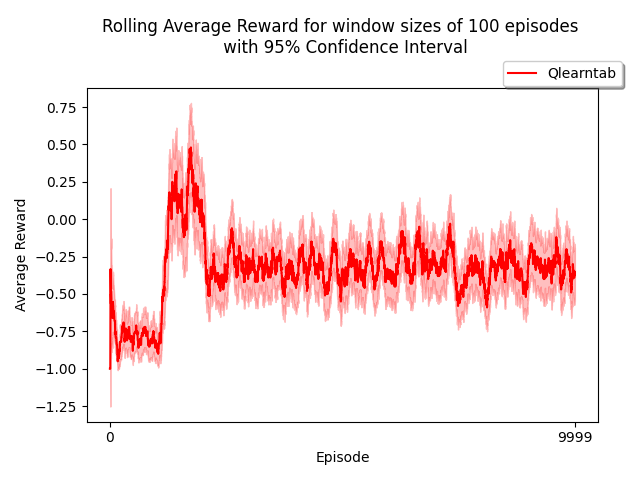 Rolling Average Reward for window sizes of 100 episodes
with 95% Confidence Interval
Qlearntab
0.75
0.50
0.25
0.00
−0.25
−0.50
−0.75
−1.00
−1.25
Average Reward
0
9999
Episode